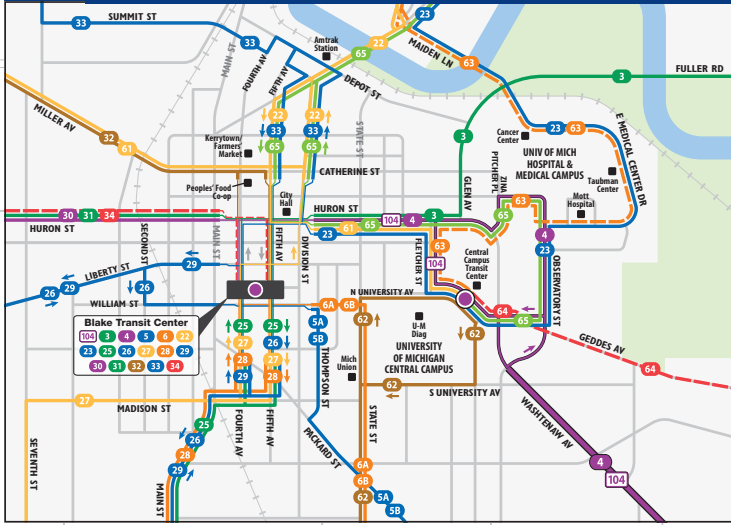 SUMMIT ST
33
23
33
FOURTH AV
FIFTH AV
MAIN ST
Amtrak
Station
22
65
MAIDEN LN
63
DEPOT ST
FULLER RD
3
MILLER AV
32
61
22
22
33
33
65
65
Kerrytown/
Farmers'
Market
STATE ST
3
Cancer
Center
23
63
UNIV OF MICH
HOSPITAL &
MEDICAL CAMPUS
E MEDICAL CENTER DR
Taubman
Center
Mott
Hospital
CATHERINE ST
Peoples' Food
Co-op
City
Hall
GLEN AV
ZINA
PITCHER PL
63
65
30
31
34
HURON ST
HURON ST
104
4
3
23
61
65
63
4
23
SECOND ST
MAIN ST
FIFTH AV
DIVISION ST
FLETCHER ST
104
Central
Campus
Transit
Center
OBSERVATORY ST
LIBERTY ST
29
26
29
26
WILLIAM ST
N UNIVERSITY AV
6A
6B
62
5A
5B
64
65
62
U-M
Diag
UNIVERSITY
OF MICHIGAN
CENTRAL CAMPUS
GEDDES AV
64
Blake Transit Center
104 3 4 5 6 22
23 25 26 27 28 29
30 31 32 33 34
25
25
27
26
28
27
29
28
THOMPSON ST
Mich
Union
62
S UNIVERSITY AV
27
MADISON ST
SEVENTH ST
25
26
28
29
MAIN ST
FOURTH AV
FIFTH AV
PACKARD ST
STATE ST
6A
6B
62
5A
5B
WASHTENAW AV
4
104